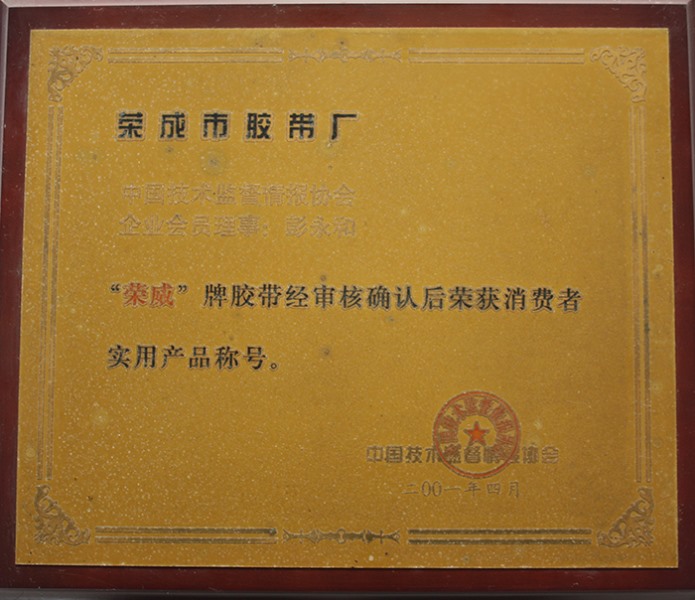 荣成市胶带厂
中国技术监督情报协会
企业会员理事：彭永和
“荣威”牌胶带经审核确认后荣获消费者
实用产品称号。
中国技术监督情报协会
二00一年四月